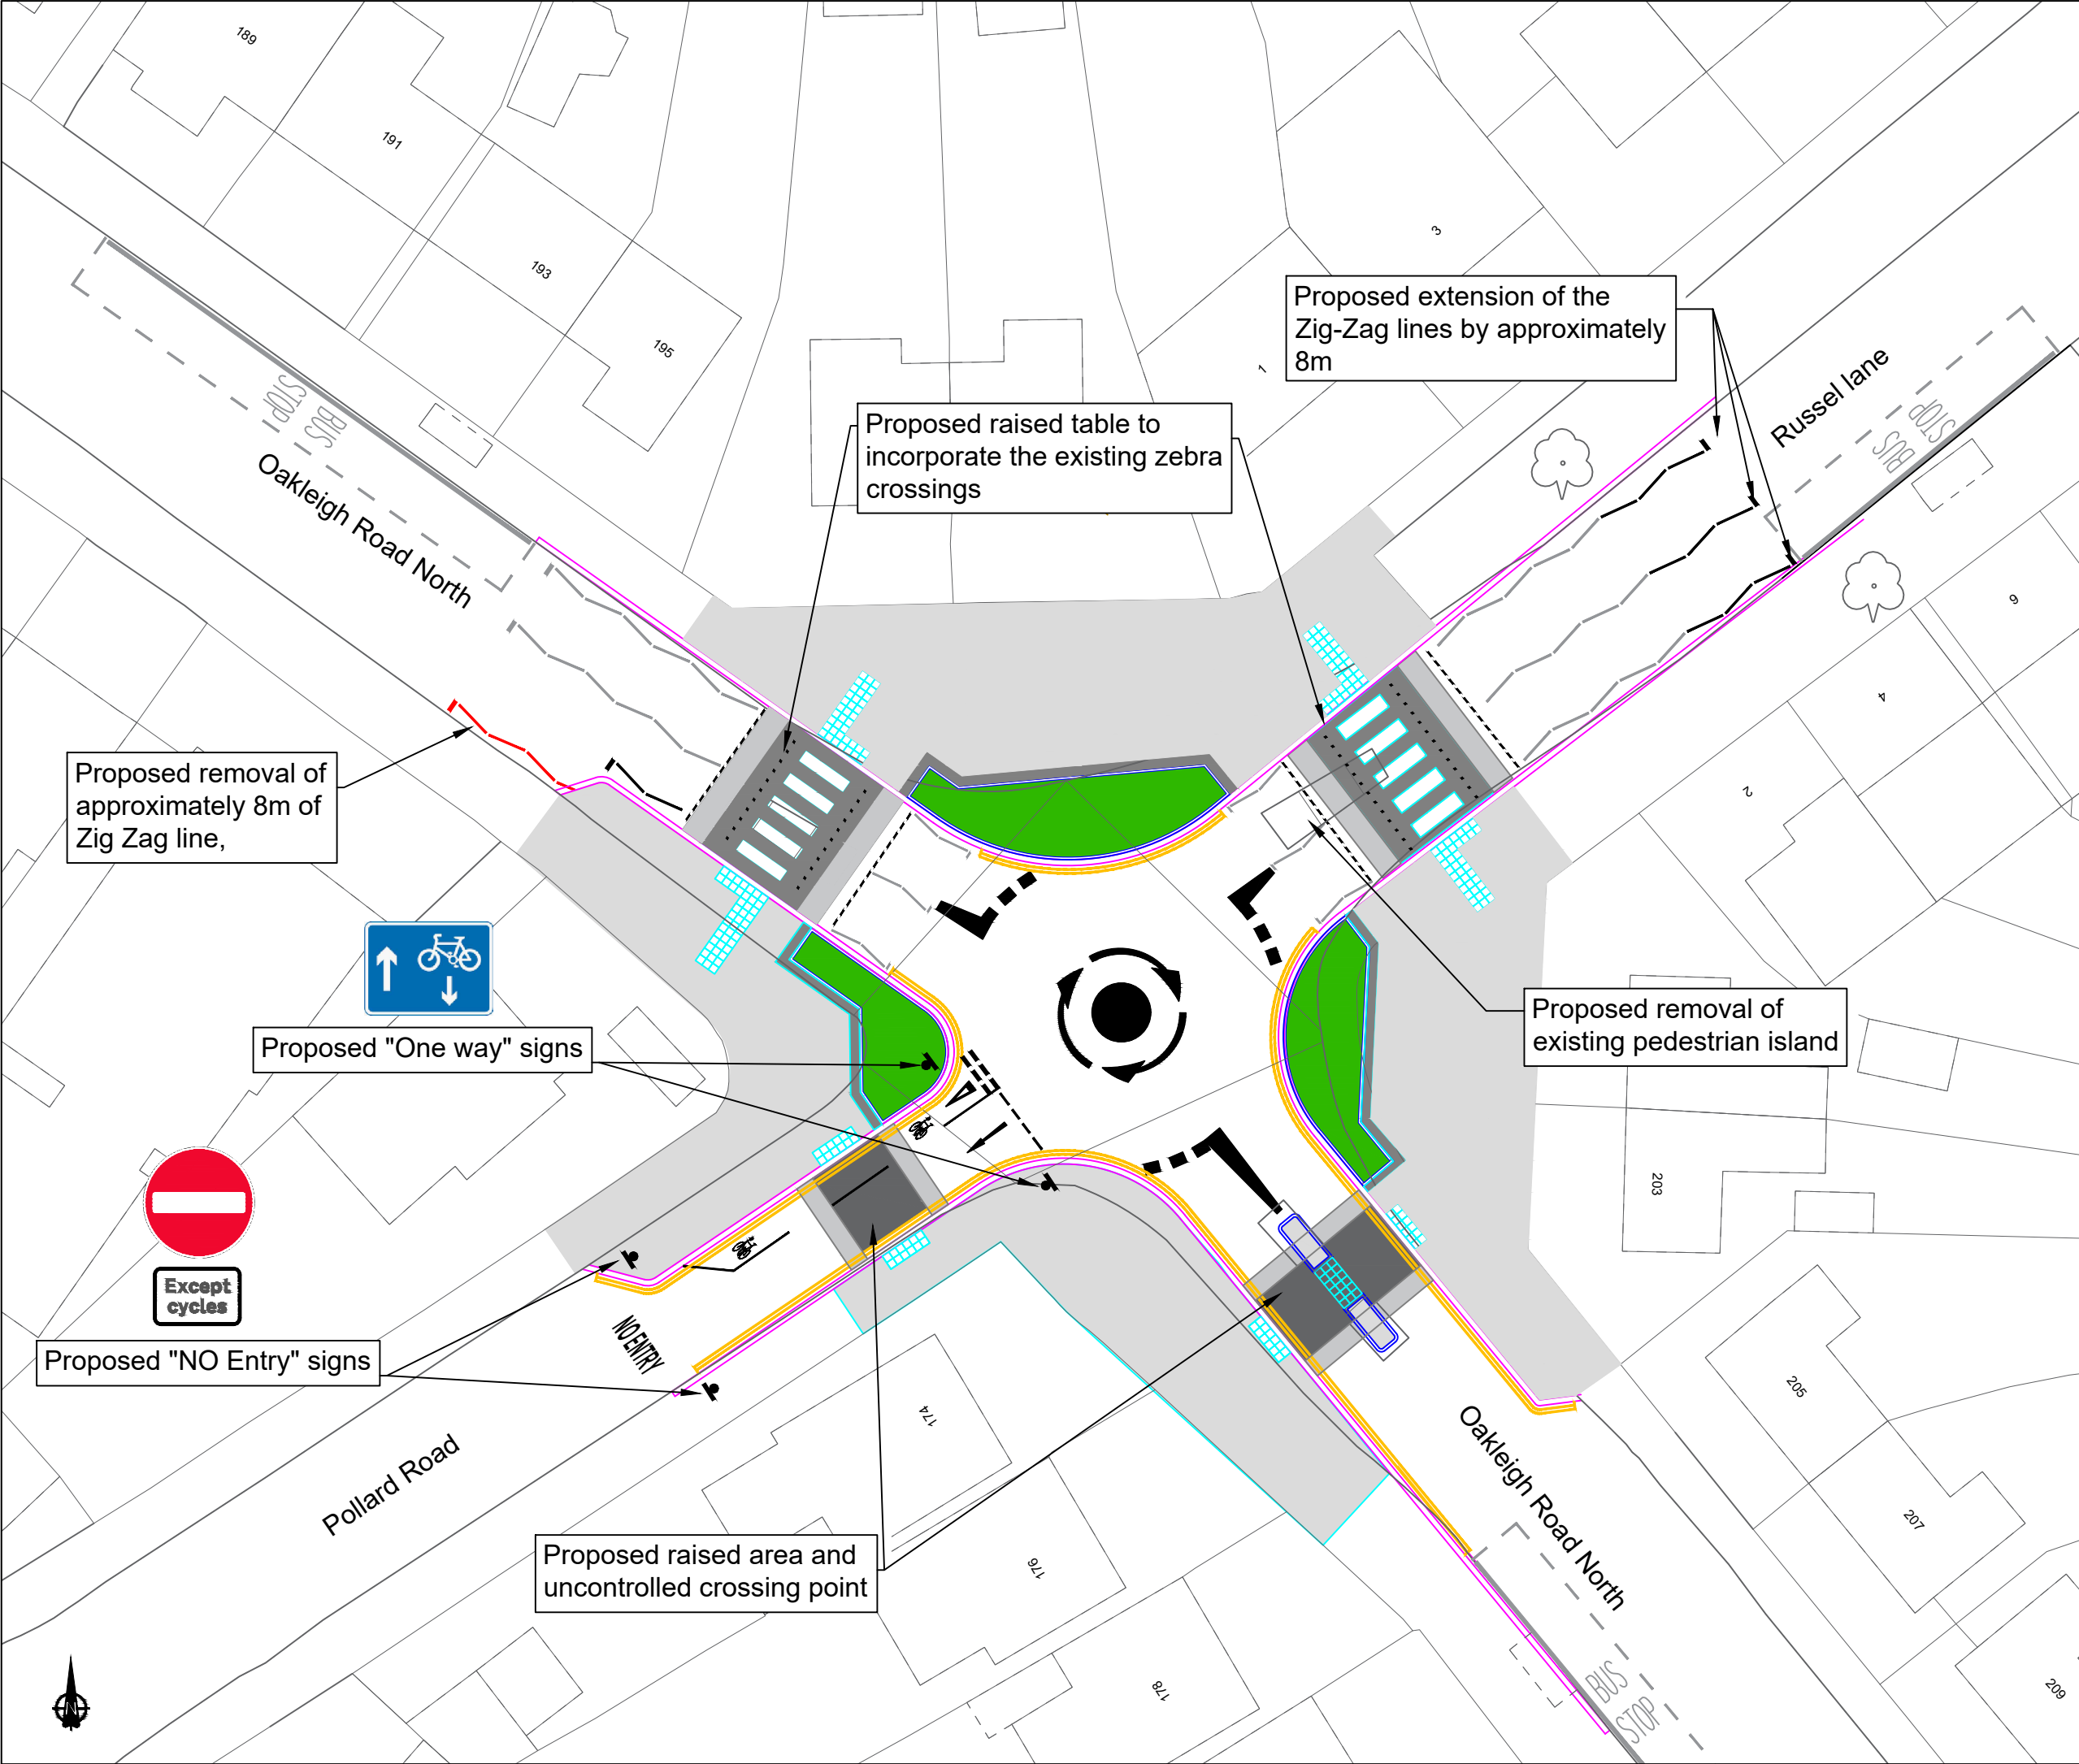 189
191
193
195
3
1
Proposed extension of the
Zig-Zag lines by approximately
8m
Russel lane
BUS
STOP
BUS
STOP
Oakleigh Road North
Proposed raised table to
incorporate the existing zebra
crossings
6
4
2
Proposed removal of
approximately 8m of
Zig Zag line,
Proposed "One way" signs
Proposed removal of
existing pedestrian island
Except
cycles
Proposed "NO Entry" signs
NO ENTRY
Pollard Road
203
205
207
209
174
176
178
Oakleigh Road North
Proposed raised area and
uncontrolled crossing point
BUS
STOP
N